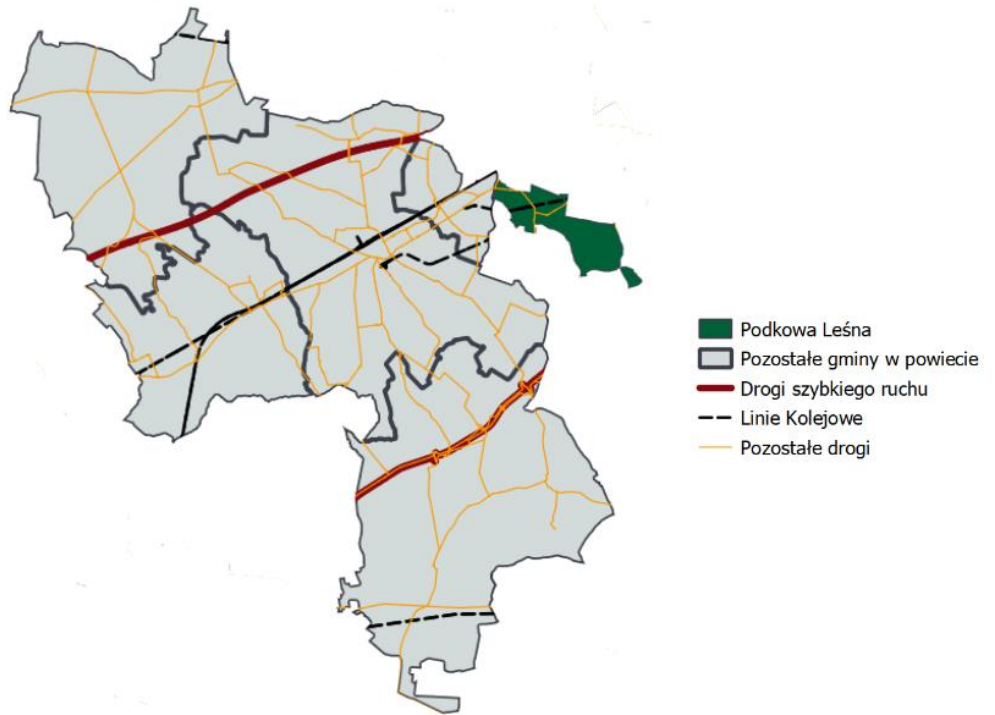 Podkowa Leśna
Pozostałe gminy w powiecie
Drogi szybkiego ruchu
Linie Kolejowe
Pozostałe drogi